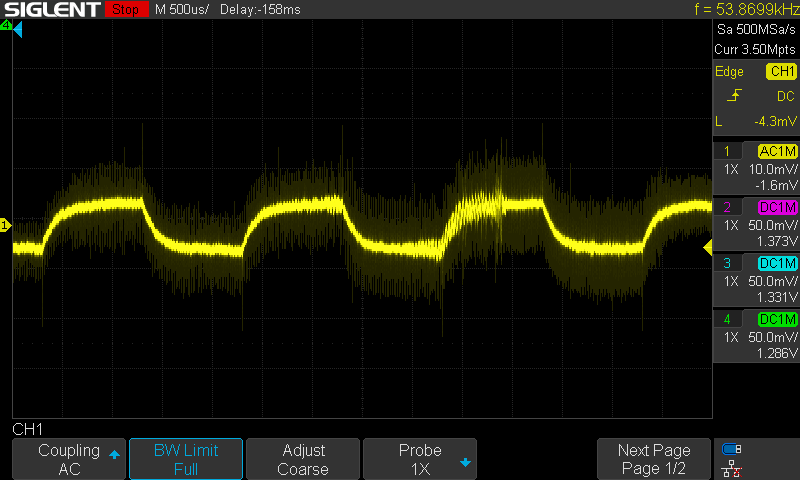 SIGLENT Stop M 500us/ Delay:-158ms f = 53.8699kHz
Sa 500MSa/s
Curr 3.50Mpts
Edge CH1
DC
L -4.3mV
1 AC1M
1X 10.0mV/
-1.6mV
2 DC1M
1X 50.0mV/
1.373V
3 DC1M
1X 50.0mV/
1.331V
4 DC1M
1X 50.0mV/
1.286V
4
1
CH1
Coupling
AC
BW Limit
Full
Adjust
Coarse
Probe
1X
Next Page
Page 1/2